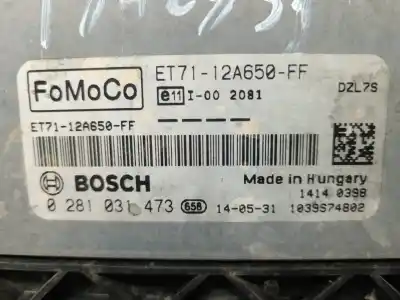 FoMoCo ET71-12A650-FF
e11 I-00 2081 DZL7S
ET71-12A650-FF
BOSCH Made in Hungary
1414 0398
0 281 031 473 658 14-05-31 1039S74802